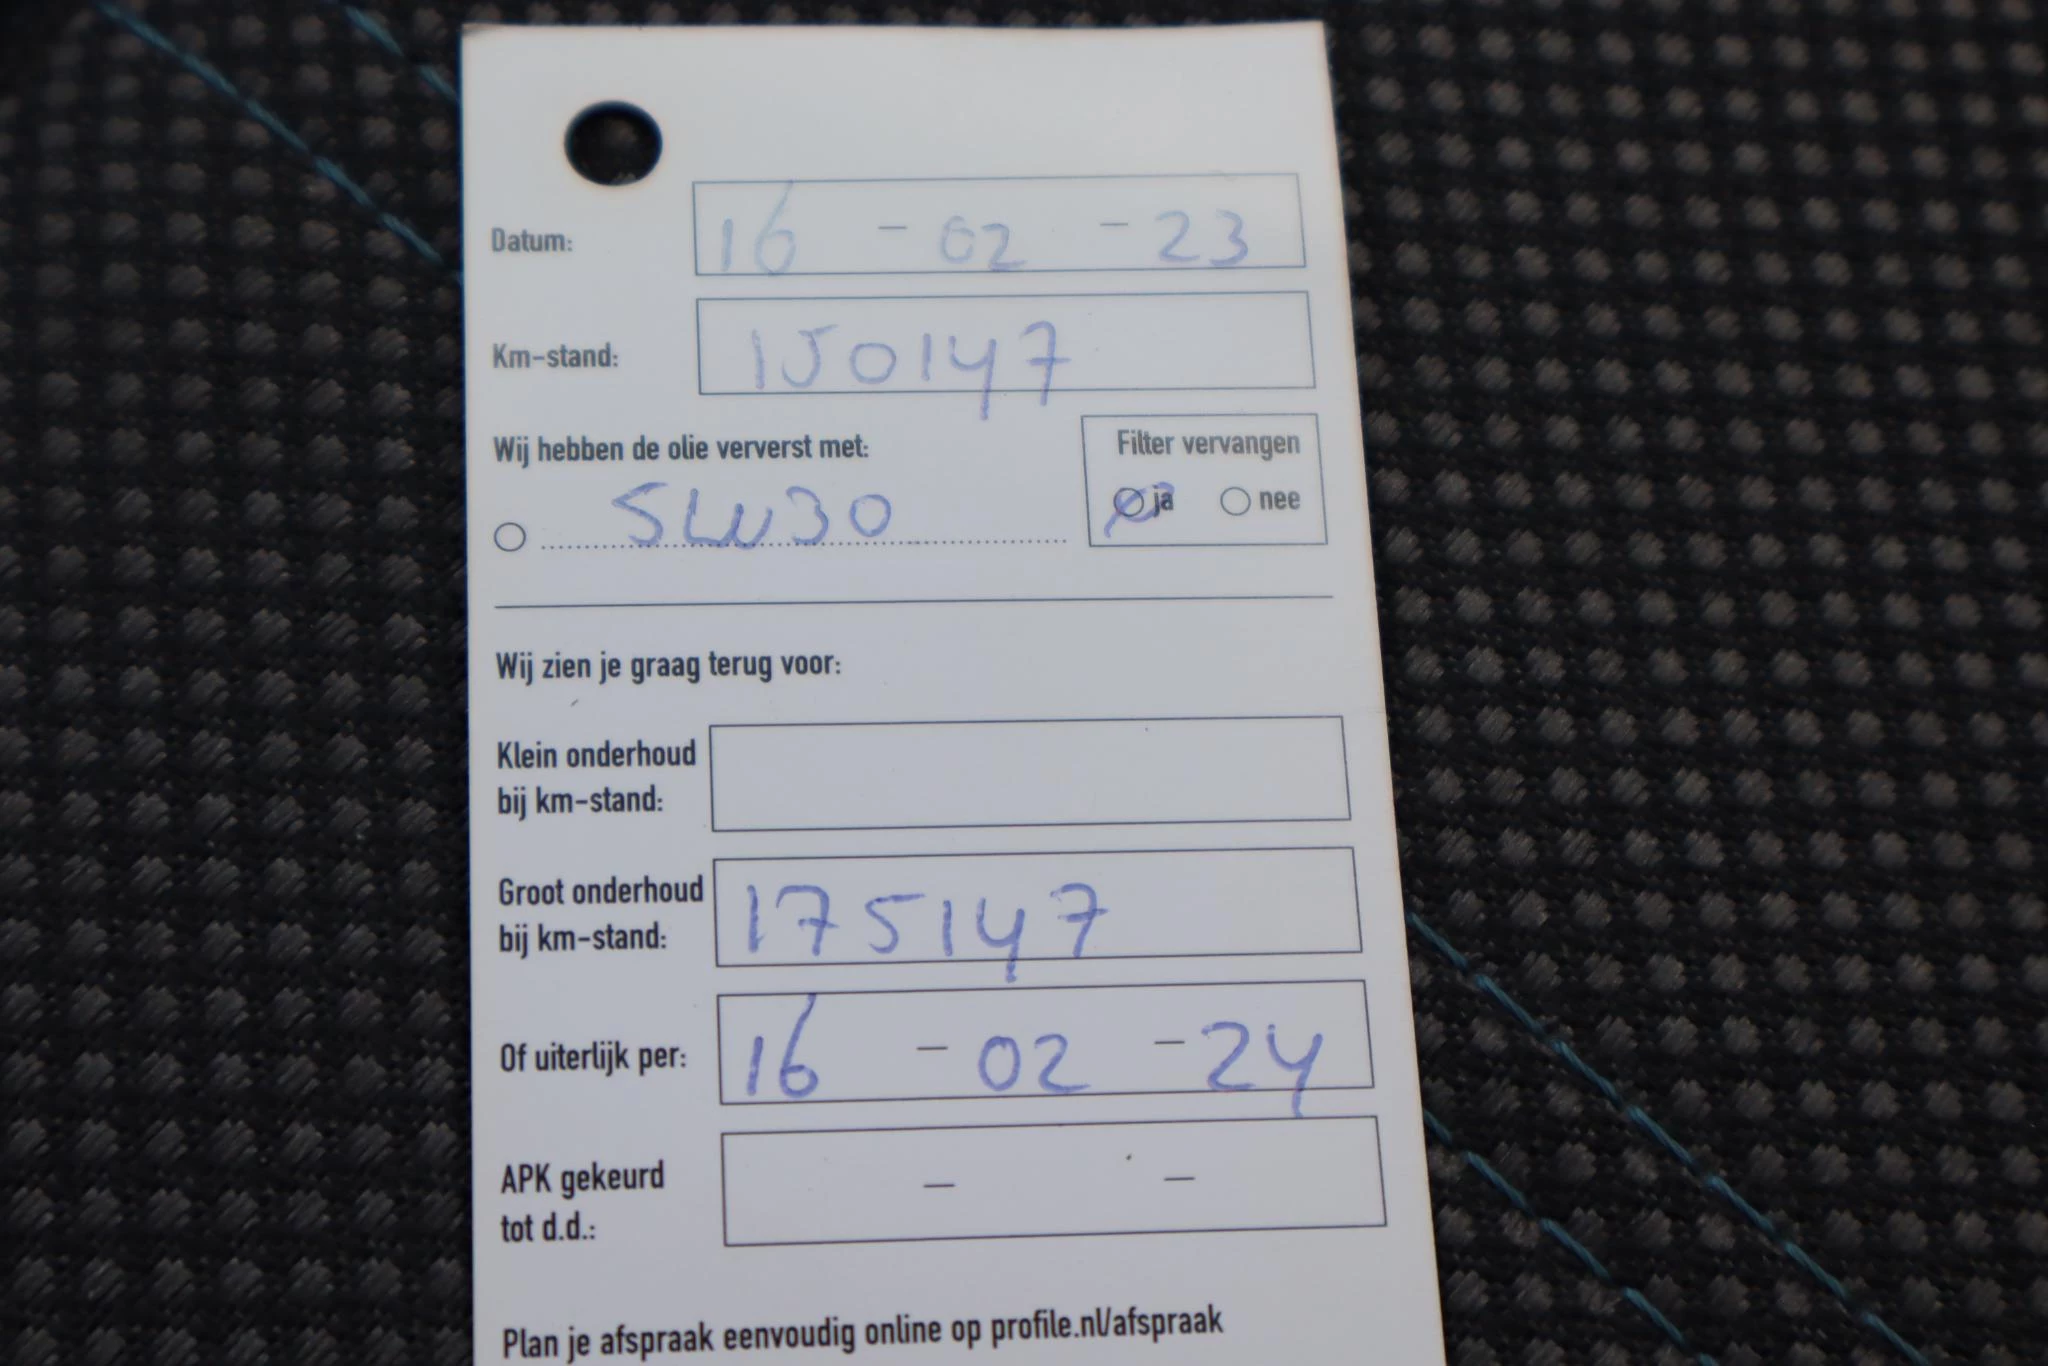 Datum: 16 - 02 - 23
Km-stand: 150147
Wij hebben de olie ververst met:
Filter vervangen
ja nee
5W30
Wij zien je graag terug voor:
Klein onderhoud
bij km-stand:
Groot onderhoud
bij km-stand: 175147
Of uiterlijk per: 16 - 02 - 24
APK gekeurd
tot d.d.: - -
Plan je afspraak eenvoudig online op profile.nl/afspraak